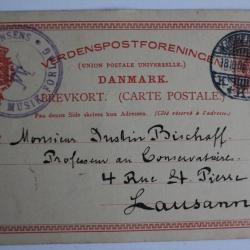 VERDENSPOSTFORENINGEN
(UNION POSTALE UNIVERSELLE.)
DANMARK.
BREVKORT. (CARTE POSTALE.)
Paa denne Side skrives kun Adressen. (Côté réservé à l'adresse.)
Monsieur Justin Bischoff
Professeur au Conservatoire
4 Rue St Pierre
Lausann